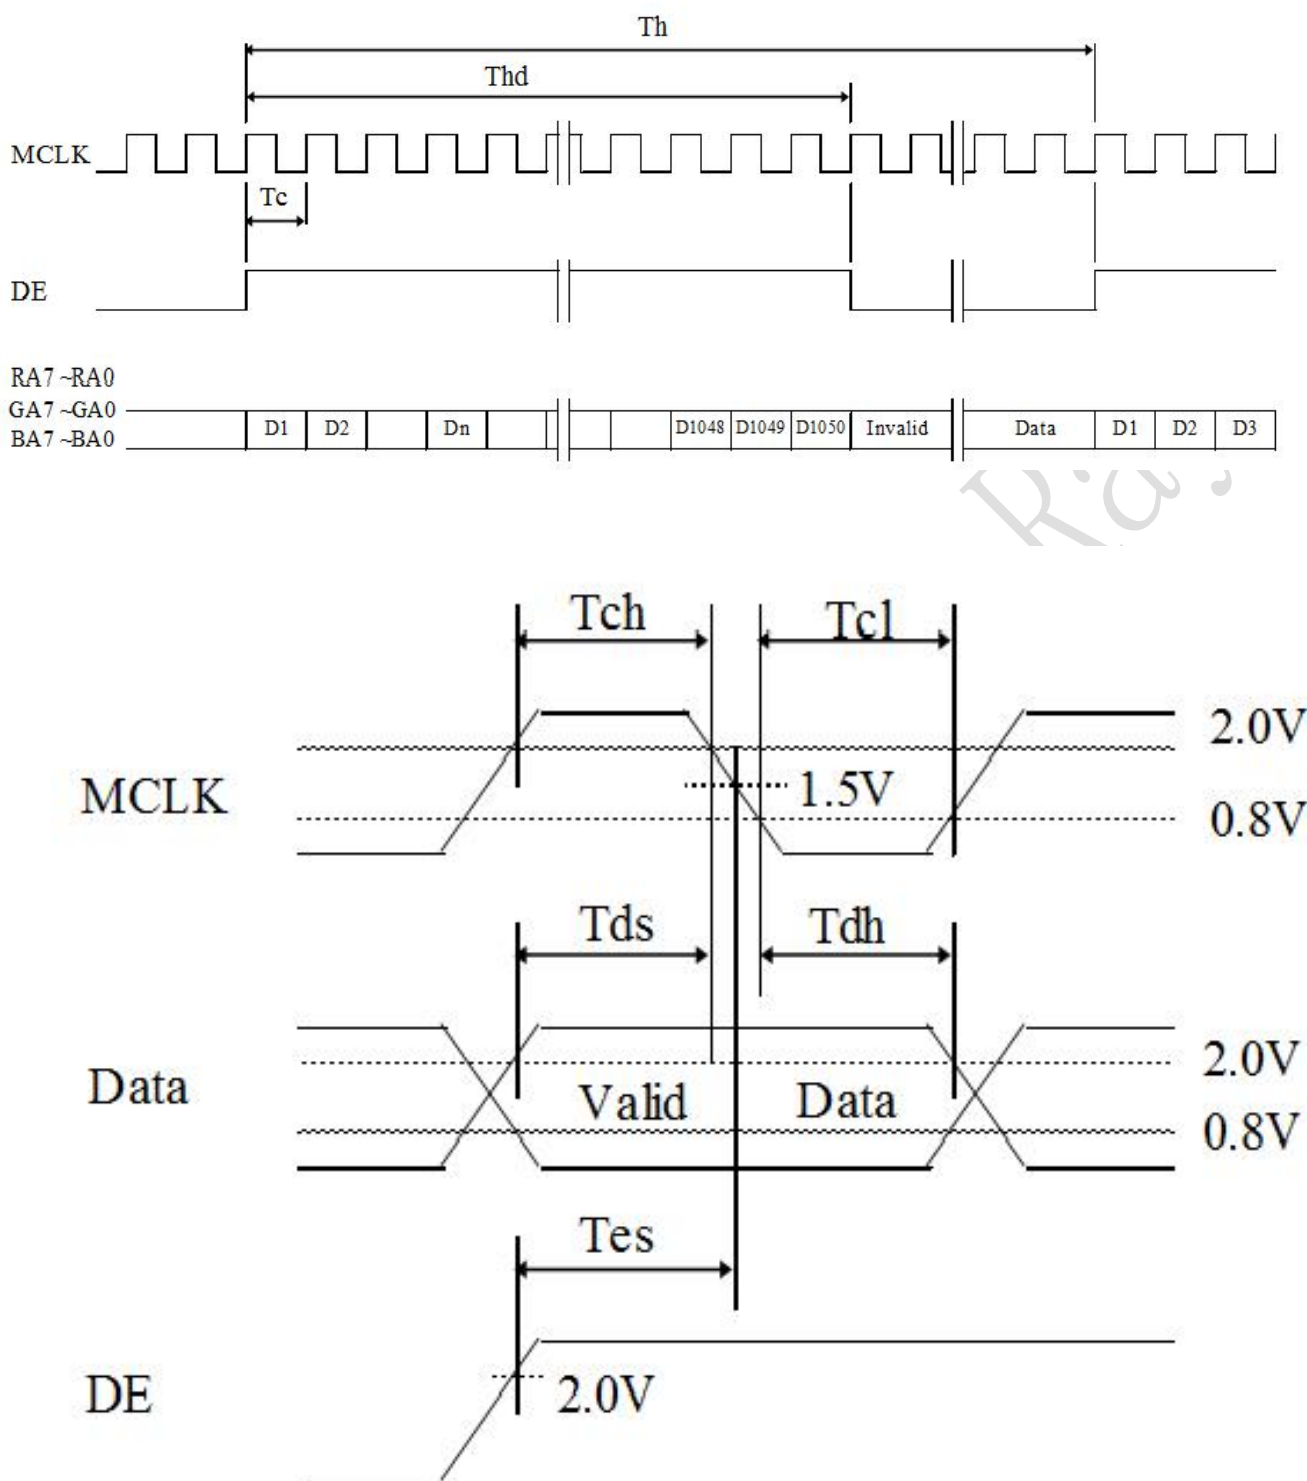 Th
Thd
MCLK
Tc
DE
RA7 ~RA0
GA7 ~GA0
BA7 ~BA0
D1 D2 Dn D1048 D1049 D1050 Invalid Data D1 D2 D3
Tch Tcl
2.0V
MCLK 1.5V
0.8V
Tds Tdh
2.0V
Data Valid Data
0.8V
Tes
DE 2.0V